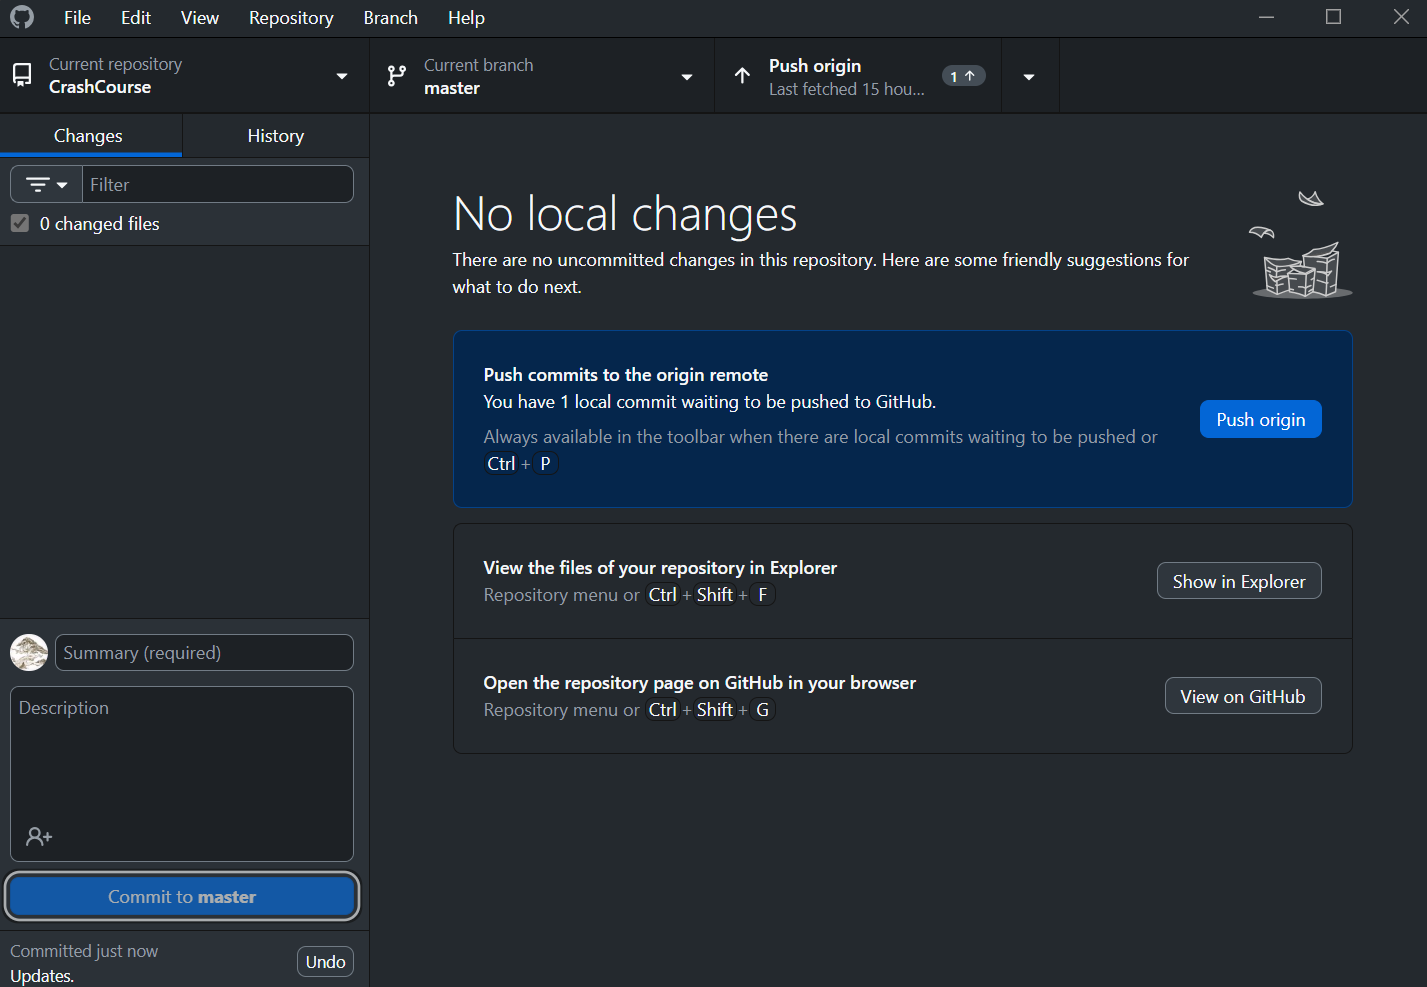 File Edit View Repository Branch Help
Current repository
CrashCourse
Current branch
master
Push origin
Last fetched 15 hou...
1
Changes History
Filter
0 changed files
No local changes
There are no uncommitted changes in this repository. Here are some friendly suggestions for
what to do next.
Push commits to the origin remote
You have 1 local commit waiting to be pushed to GitHub.
Always available in the toolbar when there are local commits waiting to be pushed or
Ctrl + P
Push origin
View the files of your repository in Explorer
Repository menu or Ctrl + Shift + F
Show in Explorer
Open the repository page on GitHub in your browser
Repository menu or Ctrl + Shift + G
View on GitHub
Summary (required)
Description
Commit to master
Committed just now
Updates.
Undo